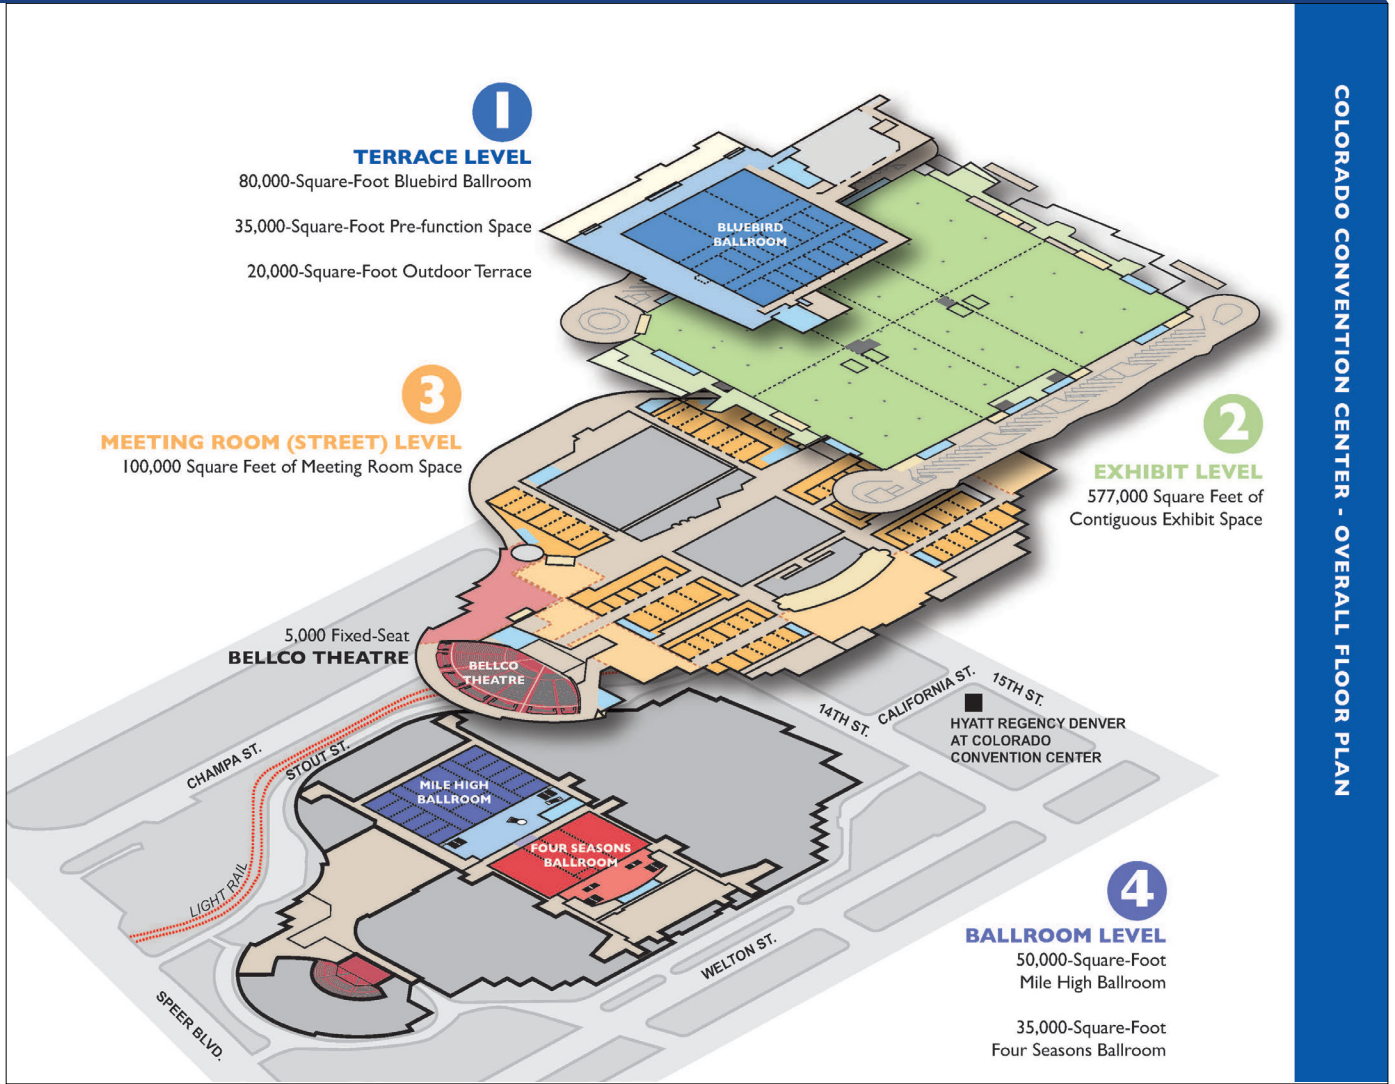 1
TERRACE LEVEL
80,000-Square-Foot Bluebird Ballroom
35,000-Square-Foot Pre-function Space
20,000-Square-Foot Outdoor Terrace
BLUEBIRD
BALLROOM
3
MEETING ROOM (STREET) LEVEL
100,000 Square Feet of Meeting Room Space
2
EXHIBIT LEVEL
577,000 Square Feet of
Contiguous Exhibit Space
5,000 Fixed-Seat
BELLCO THEATRE
BELLCO
THEATRE
CHAMPA ST.
STOUT ST.
LIGHT RAIL
SPEER BLVD.
WELTON ST.
14TH ST.
CALIFORNIA ST.
15TH ST.
HYATT REGENCY DENVER
AT COLORADO
CONVENTION CENTER
MILE HIGH
BALLROOM
FOUR SEASONS
BALLROOM
4
BALLROOM LEVEL
50,000-Square-Foot
Mile High Ballroom
35,000-Square-Foot
Four Seasons Ballroom
COLORADO CONVENTION CENTER - OVERALL FLOOR PLAN